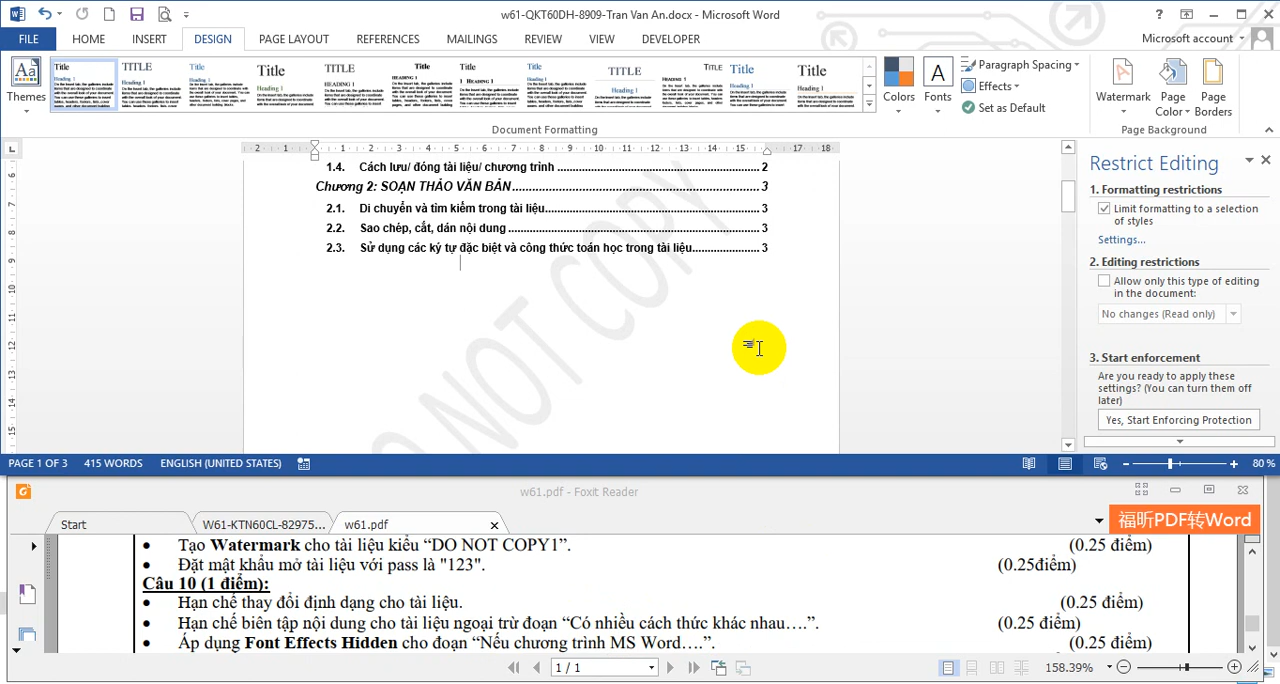 w61-QKT60DH-8909-Tran Van An.docx - Microsoft Word
FILE HOME INSERT DESIGN PAGE LAYOUT REFERENCES MAILINGS REVIEW VIEW DEVELOPER Microsoft account
Themes Colors Fonts Paragraph Spacing Effects Set as Default Watermark Page Color Page Borders
Document Formatting Page Background
1.4. Cách lưu/ đóng tài liệu/ chương trình 2
Chương 2: SOẠN THẢO VĂN BẢN 3
2.1. Di chuyển và tìm kiếm trong tài liệu 3
2.2. Sao chép, cắt, dán nội dung 3
2.3. Sử dụng các ký tự đặc biệt và công thức toán học trong tài liệu 3
DO NOT COPY
Restrict Editing
1. Formatting restrictions
Limit formatting to a selection
of styles
Settings...
2. Editing restrictions
Allow only this type of editing
in the document:
No changes (Read only)
3. Start enforcement
Are you ready to apply these
settings? (You can turn them off
later)
Yes, Start Enforcing Protection
PAGE 1 OF 3 415 WORDS ENGLISH (UNITED STATES) 80 %
w61.pdf - Foxit Reader
Start W61-KTN60CL-82975... w61.pdf 福昕PDF转Word
• Tạo Watermark cho tài liệu kiểu “DO NOT COPY1”. (0.25 điểm)
• Đặt mật khẩu mở tài liệu với pass là "123". (0.25điểm)
Câu 10 (1 điểm):
• Hạn chế thay đổi định dạng cho tài liệu. (0.25 điểm)
• Hạn chế biên tập nội dung cho tài liệu ngoại trừ đoạn “Có nhiều cách thức khác nhau….”. (0.25 điểm)
• Áp dụng Font Effects Hidden cho đoạn “Nếu chương trình MS Word….”. (0.25 điểm)
1 / 1 158.39%